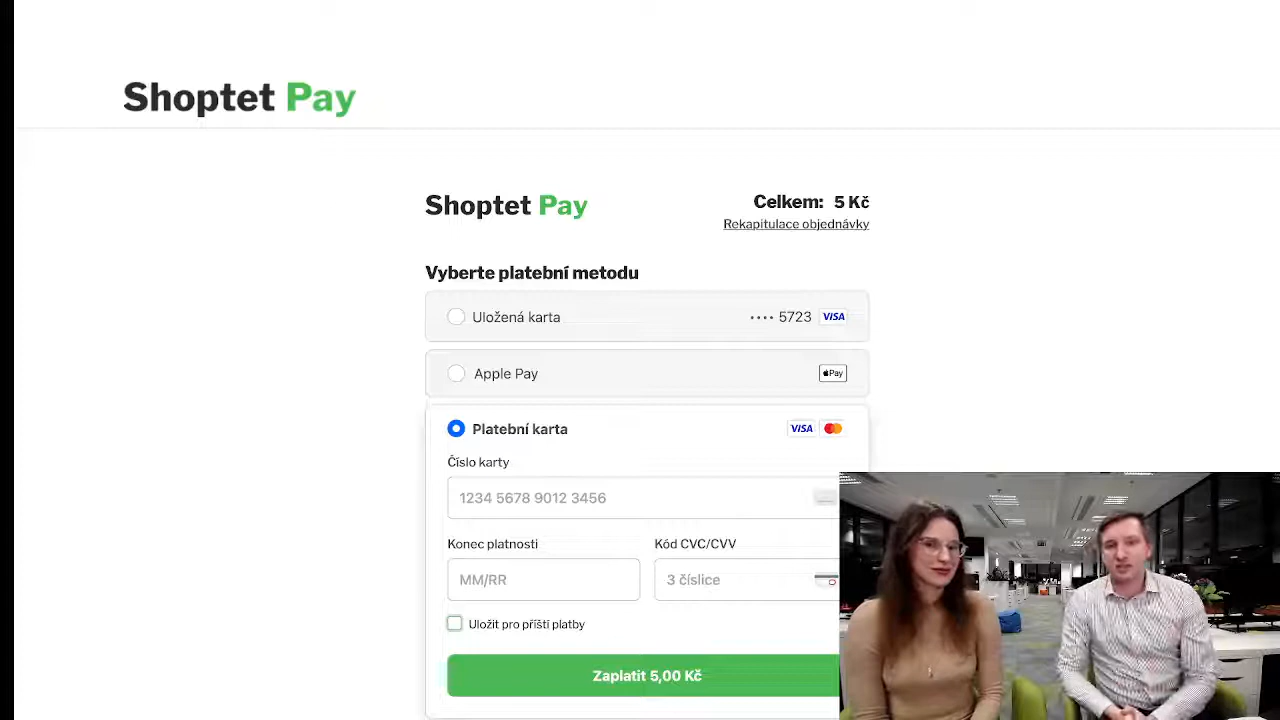 Shoptet Pay
Shoptet Pay
Celkem: 5 Kč
Rekapitulace objednávky
Vyberte platební metodu
Uložená karta •••• 5723 VISA
Apple Pay Pay
Platební karta VISA
Číslo karty
1234 5678 9012 3456
Konec platnosti Kód CVC/CVV
MM/RR 3 číslice
Uložit pro příští platby
Zaplatit 5,00 Kč